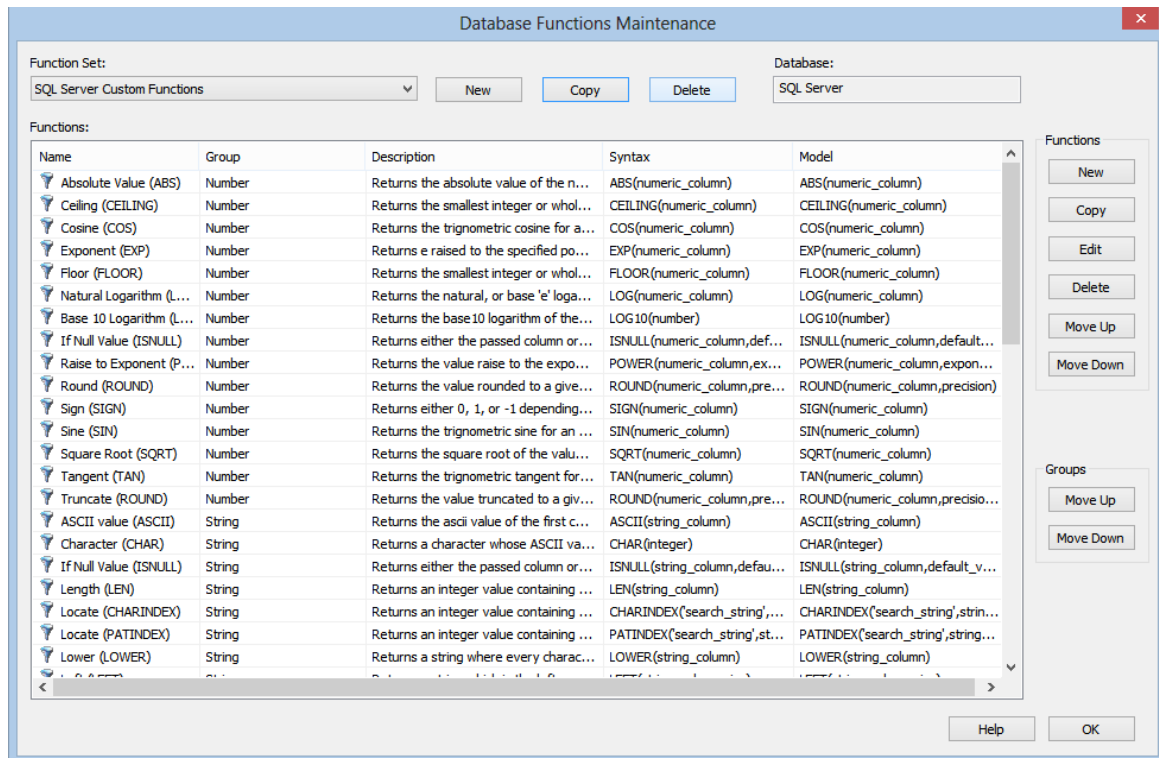 Database Functions Maintenance
Function Set:
Database:
SQL Server Custom Functions New Copy Delete SQL Server
Functions:
Functions
Name Group Description Syntax Model
New
Absolute Value (ABS) Number Returns the absolute value of the n... ABS(numeric_column) ABS(numeric_column)
Ceiling (CEILING) Number Returns the smallest integer or whol... CEILING(numeric_column) CEILING(numeric_column)
Copy
Cosine (COS) Number Returns the trignometric cosine for a... COS(numeric_column) COS(numeric_column)
Exponent (EXP) Number Returns e raised to the specified po... EXP(numeric_column) EXP(numeric_column)
Edit
Floor (FLOOR) Number Returns the smallest integer or whol... FLOOR(numeric_column) FLOOR(numeric_column)
Natural Logarithm (L... Number Returns the natural, or base 'e' loga... LOG(numeric_column) LOG(numeric_column)
Delete
Base 10 Logarithm (L... Number Returns the base10 logarithm of the... LOG10(number) LOG10(number)
Move Up
If Null Value (ISNULL) Number Returns either the passed column or... ISNULL(numeric_column,def... ISNULL(numeric_column,default...
Raise to Exponent (P... Number Returns the value raise to the expo... POWER(numeric_column,ex... POWER(numeric_column,expon...
Move Down
Round (ROUND) Number Returns the value rounded to a give... ROUND(numeric_column,pre... ROUND(numeric_column,precision)
Sign (SIGN) Number Returns either 0, 1, or -1 depending... SIGN(numeric_column) SIGN(numeric_column)
Sine (SIN) Number Returns the trignometric sine for an ... SIN(numeric_column) SIN(numeric_column)
Square Root (SQRT) Number Returns the square root of the valu... SQRT(numeric_column) SQRT(numeric_column)
Groups
Tangent (TAN) Number Returns the trignometric tangent for... TAN(numeric_column) TAN(numeric_column)
Truncate (ROUND) Number Returns the value truncated to a giv... ROUND(numeric_column,pre... ROUND(numeric_column,precisio...
Move Up
ASCII value (ASCII) String Returns the ascii value of the first c... ASCII(string_column) ASCII(string_column)
Character (CHAR) String Returns a character whose ASCII va... CHAR(integer) CHAR(integer)
Move Down
If Null Value (ISNULL) String Returns either the passed column or... ISNULL(string_column,defau... ISNULL(string_column,default_v...
Length (LEN) String Returns an integer value containing ... LEN(string_column) LEN(string_column)
Locate (CHARINDEX) String Returns an integer value containing ... CHARINDEX('search_string',... CHARINDEX('search_string',strin...
Locate (PATINDEX) String Returns an integer value containing ... PATINDEX('search_string',st... PATINDEX('search_string',string...
Lower (LOWER) String Returns a string where every charac... LOWER(string_column) LOWER(string_column)
Help OK